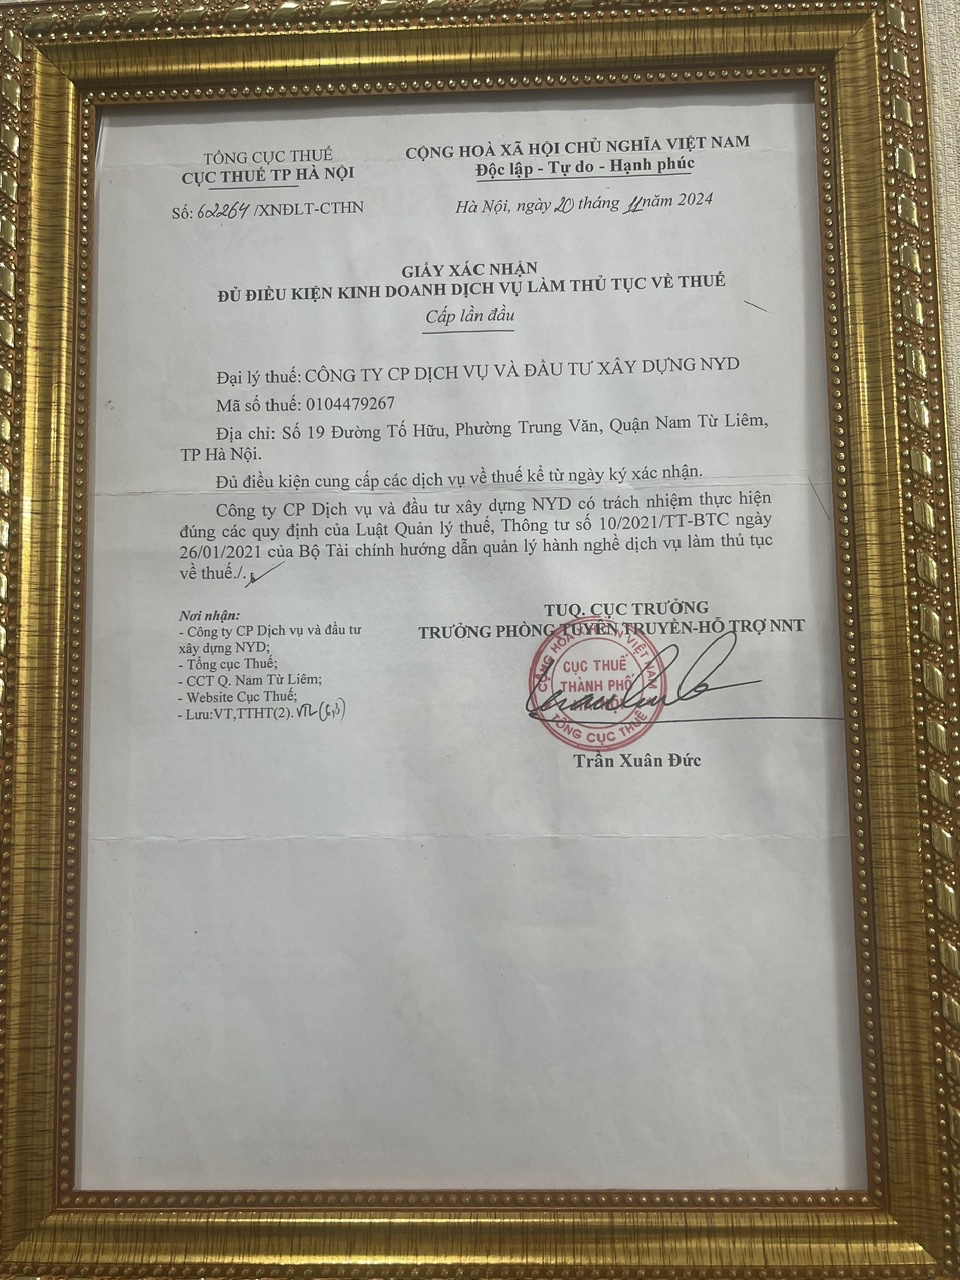 TỔNG CỤC THUẾ
CỤC THUẾ TP HÀ NỘI
CỘNG HOÀ XÃ HỘI CHỦ NGHĨA VIỆT NAM
Độc lập - Tự do - Hạnh phúc
Số: 62264 /XNĐLT-CTHN
Hà Nội, ngày 20 tháng 11 năm 2024
GIẤY XÁC NHẬN
ĐỦ ĐIỀU KIỆN KINH DOANH DỊCH VỤ LÀM THỦ TỤC VỀ THUẾ
Cấp lần đầu
Đại lý thuế: CÔNG TY CP DỊCH VỤ VÀ ĐẦU TƯ XÂY DỰNG NYD
Mã số thuế: 0104479267
Địa chỉ: Số 19 Đường Tố Hữu, Phường Trung Văn, Quận Nam Từ Liêm,
TP Hà Nội.
Đủ điều kiện cung cấp các dịch vụ về thuế kể từ ngày ký xác nhận.
Công ty CP Dịch vụ và đầu tư xây dựng NYD có trách nhiệm thực hiện
đúng các quy định của Luật Quản lý thuế, Thông tư số 10/2021/TT-BTC ngày
26/01/2021 của Bộ Tài chính hướng dẫn quản lý hành nghề dịch vụ làm thủ tục
về thuế./.
Nơi nhận:
- Công ty CP Dịch vụ và đầu tư
xây dựng NYD;
- Tổng cục Thuế;
- CCT Q. Nam Từ Liêm;
- Website Cục Thuế;
- Lưu:VT,TTHT(2).
TUQ. CỤC TRƯỞNG
TRƯỞNG PHÒNG TUYÊN TRUYỀN-HỖ TRỢ NNT
VIỆT NAM
CỤC THUẾ
THÀNH PHỐ
TỔNG CỤC THUẾ
Trần Xuân Đức